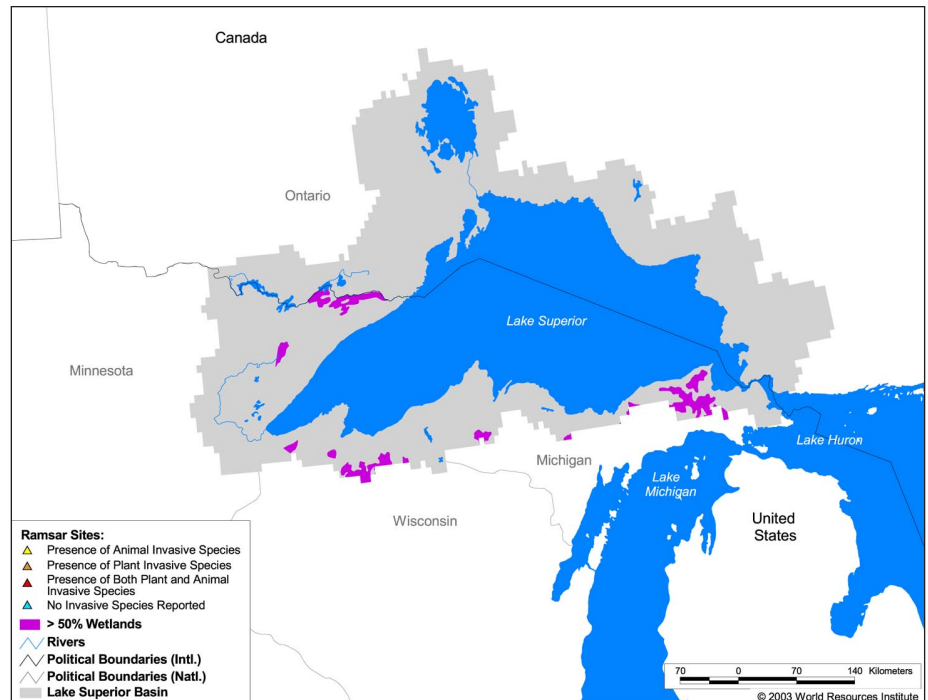 Canada
Ontario
Lake Superior
Minnesota
Lake Huron
Michigan
Lake
Michigan
Wisconsin
United
States
Ramsar Sites:
Presence of Animal Invasive Species
Presence of Plant Invasive Species
Presence of Both Plant and Animal
Invasive Species
No Invasive Species Reported
> 50% Wetlands
Rivers
Political Boundaries (Intl.)
Political Boundaries (Natl.)
Lake Superior Basin
70 0 70 140 Kilometers
© 2003 World Resources Institute